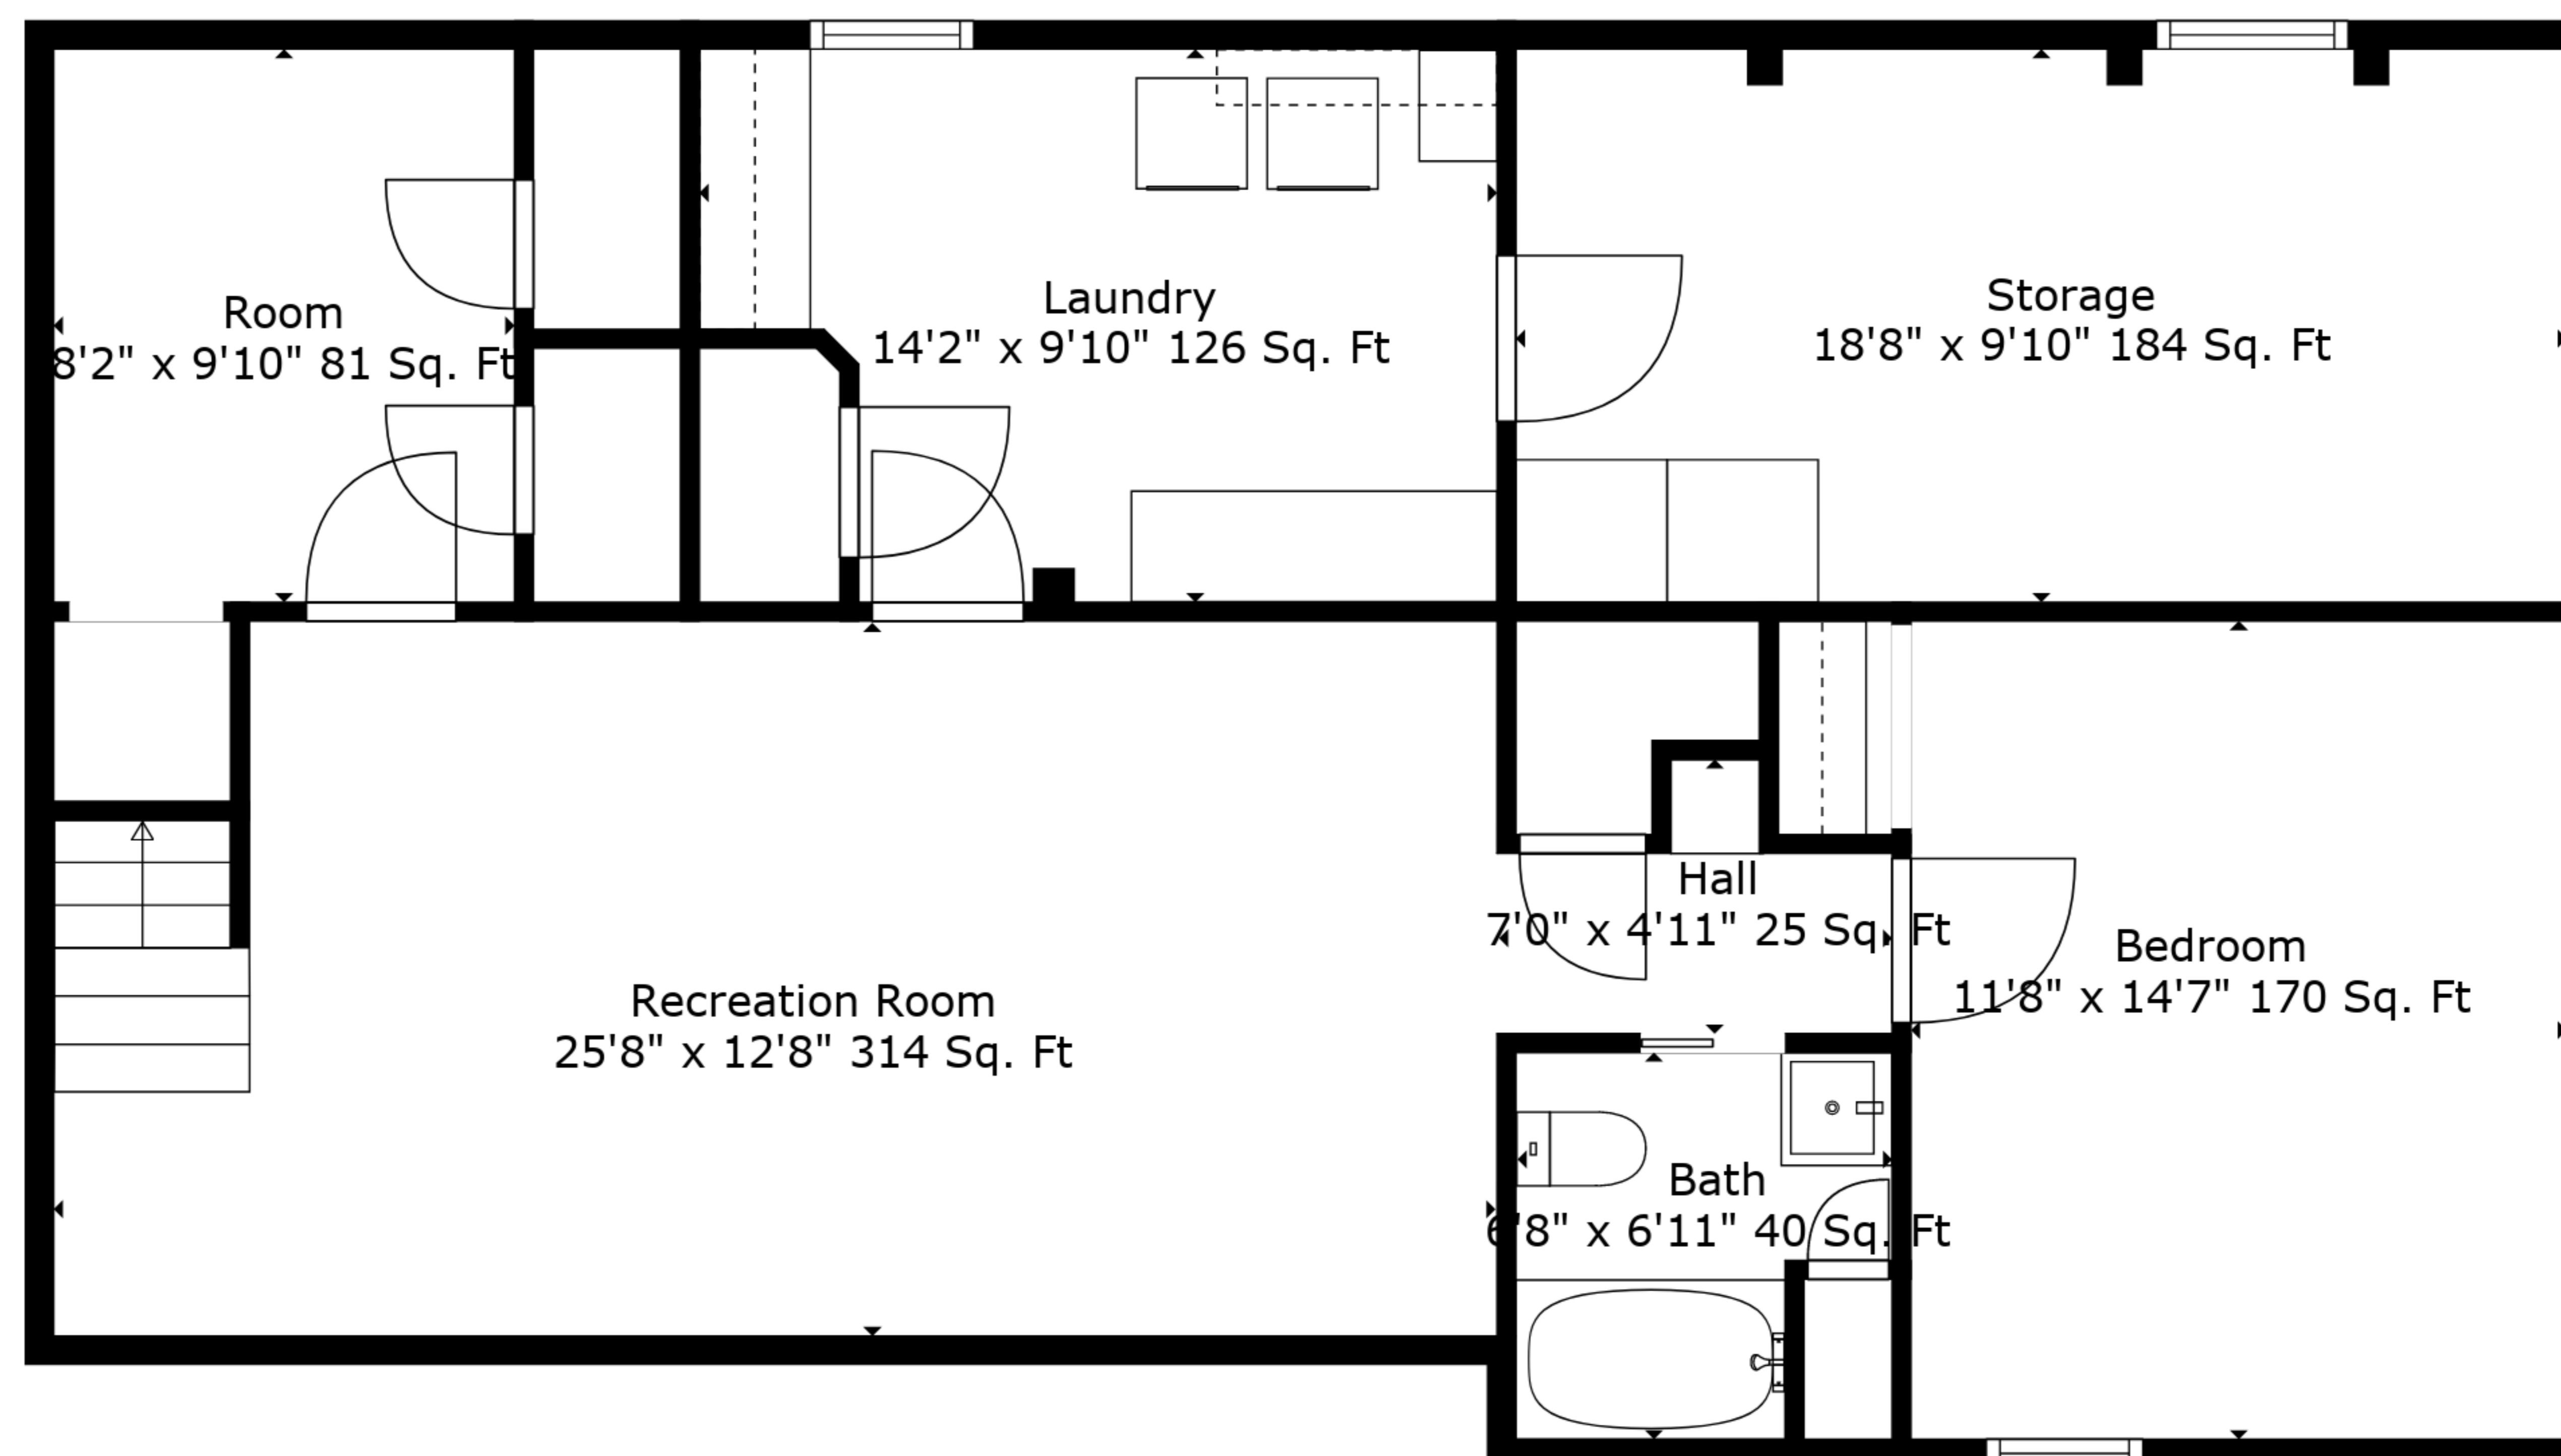 Room
8'2" x 9'10" 81 Sq. Ft
Laundry
14'2" x 9'10" 126 Sq. Ft
Storage
18'8" x 9'10" 184 Sq. Ft
Hall
7'0" x 4'11" 25 Sq. Ft
Bedroom
11'8" x 14'7" 170 Sq. Ft
Recreation Room
25'8" x 12'8" 314 Sq. Ft
Bath
6'8" x 6'11" 40 Sq. Ft